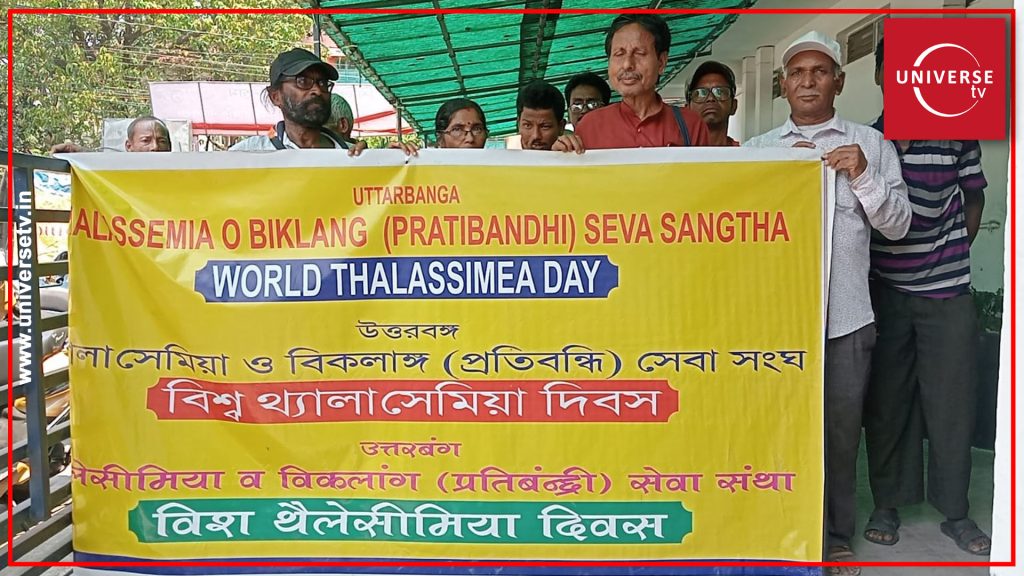 UNIVERSE
tv
www.universetv.in
UTTARBANGA
ALISSEMIA O BIKLANG (PRATIBANDHI) SEVA SANGTHA
WORLD THALASSIMEA DAY
উত্তরবঙ্গ
লাসেমিয়া ও বিকলাঙ্গ (প্রতিবন্ধি) সেবা সংঘ
বিশ্ব থ্যালাসেমিয়া দিবস
उत्तरबंग
लेसीमिया व विकलांग (प्रतिबंन्द्धी) सेवा संथा
विश थैलेसीमिया दिवस